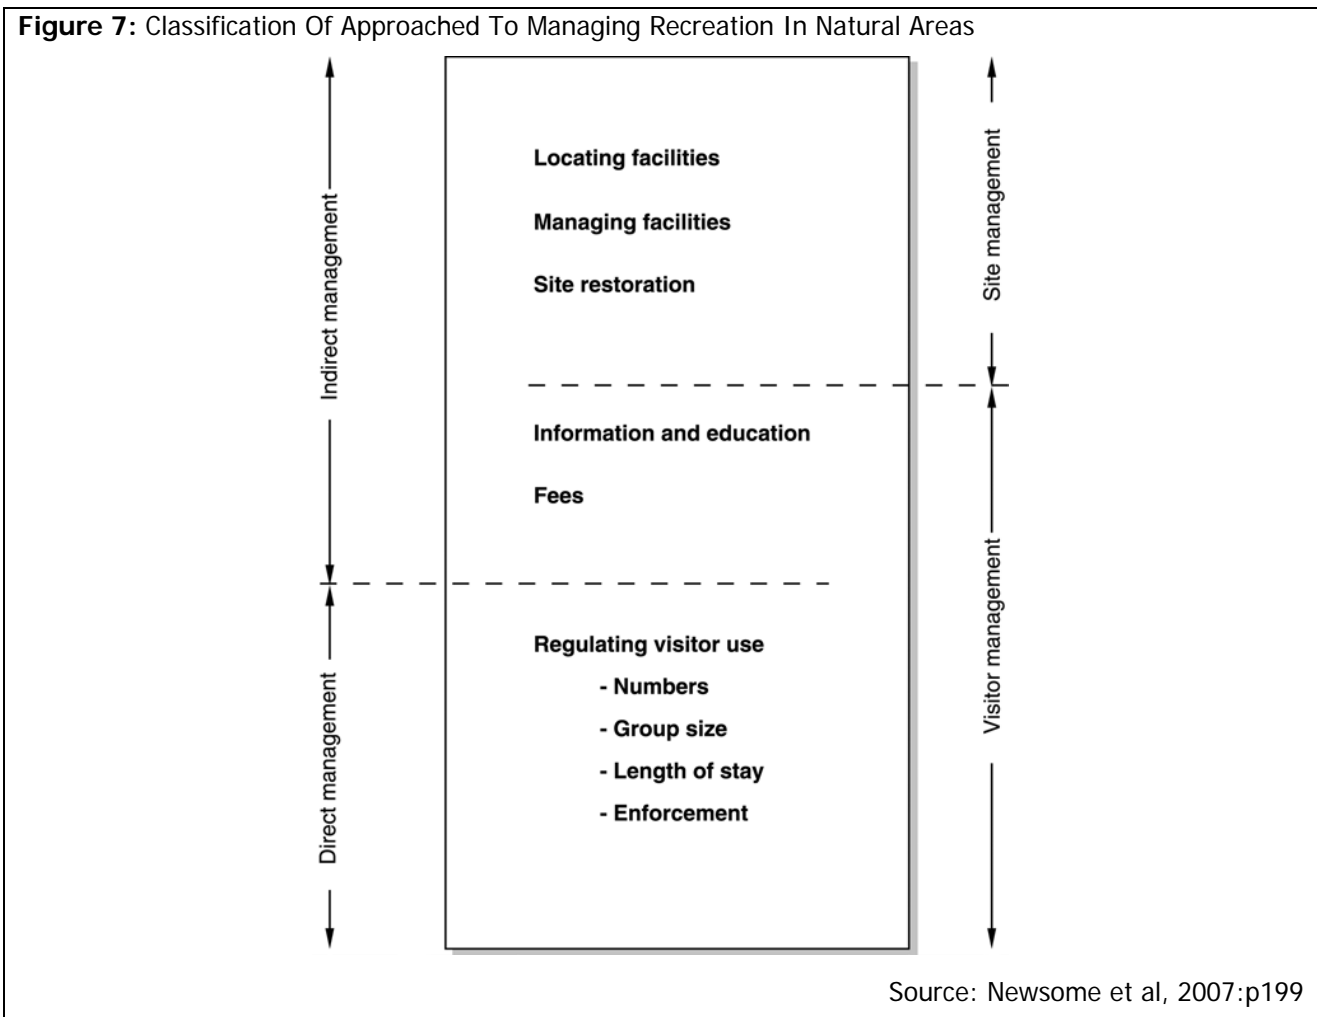 Figure 7: Classification Of Approached To Managing Recreation In Natural Areas
Indirect management
Direct management
Locating facilities
Managing facilities
Site restoration
Information and education
Fees
Regulating visitor use
- Numbers
- Group size
- Length of stay
- Enforcement
Site management
Visitor management
Source: Newsome et al, 2007:p199